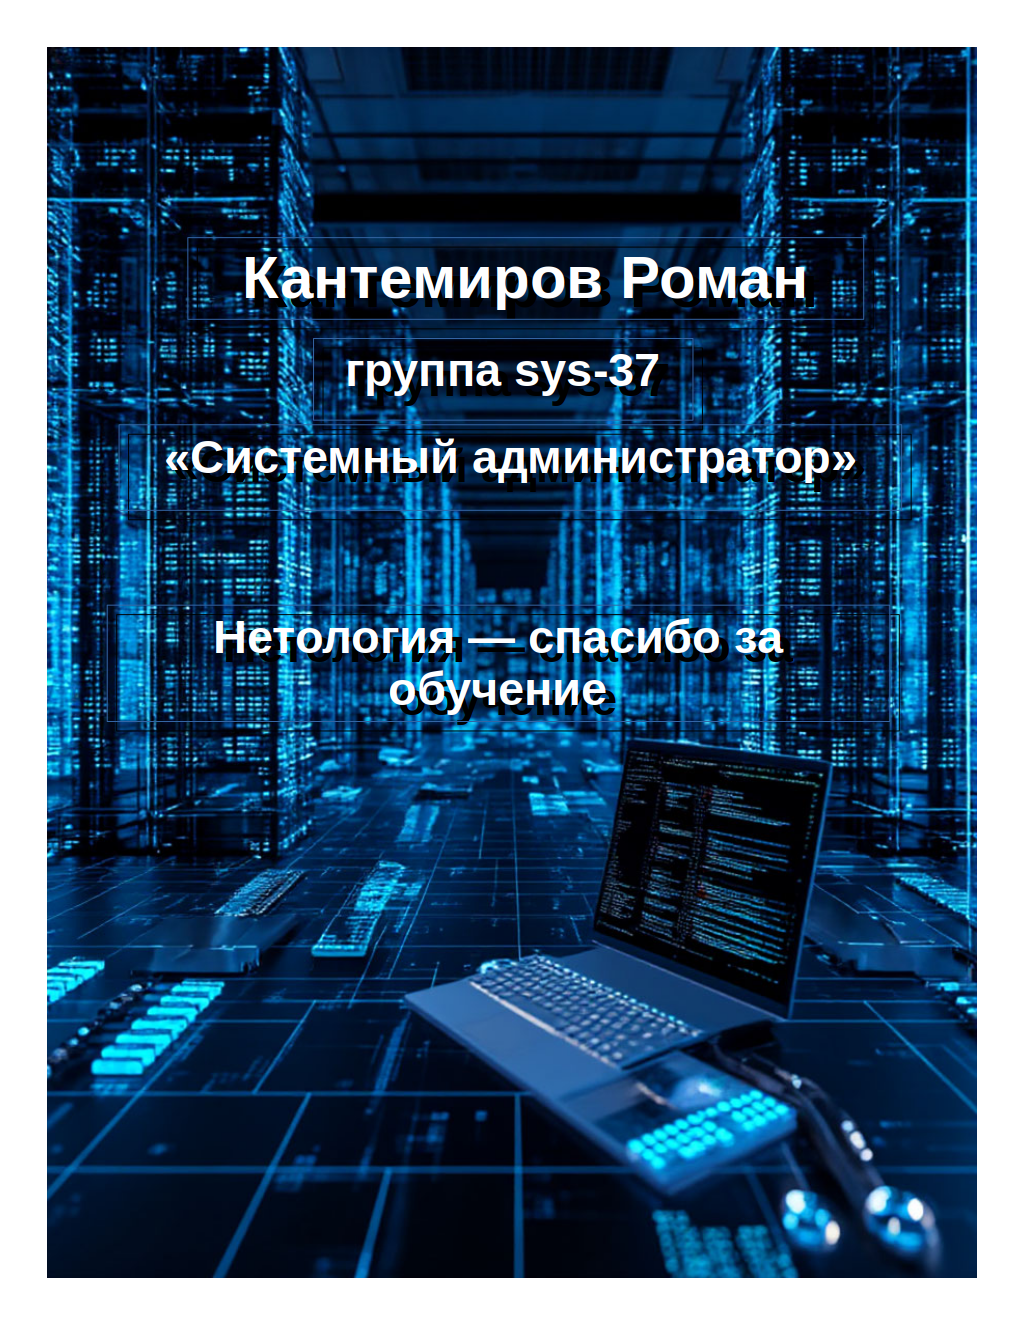 Кантемиров Роман
группа sys-37
«Системный администратор»
Нетология — спасибо за
обучение